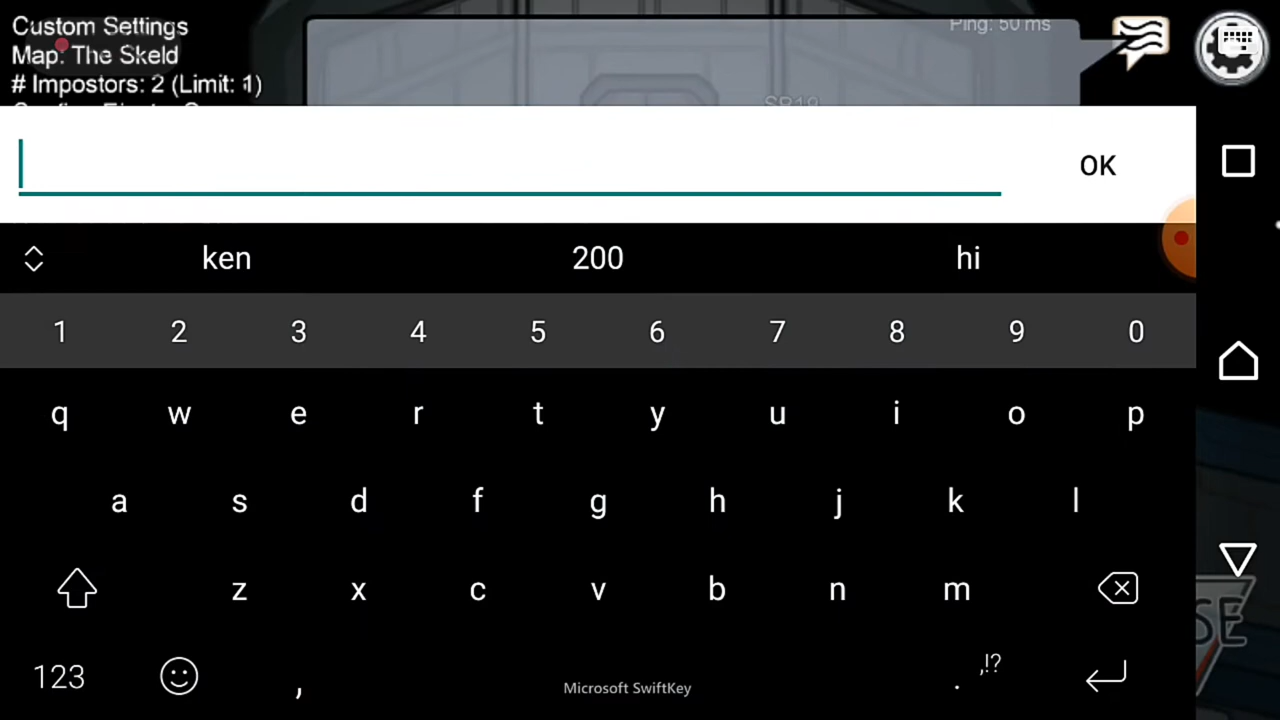 Custom Settings
Ping: 50 ms
Map: The Skeld
# Impostors: 2 (Limit: 1)
SR19
OK
ken 200 hi
1 2 3 4 5 6 7 8 9 0
q w e r t y u i o p
a s d f g h j k l
z x c v b n m
123 , Microsoft SwiftKey . ,!?